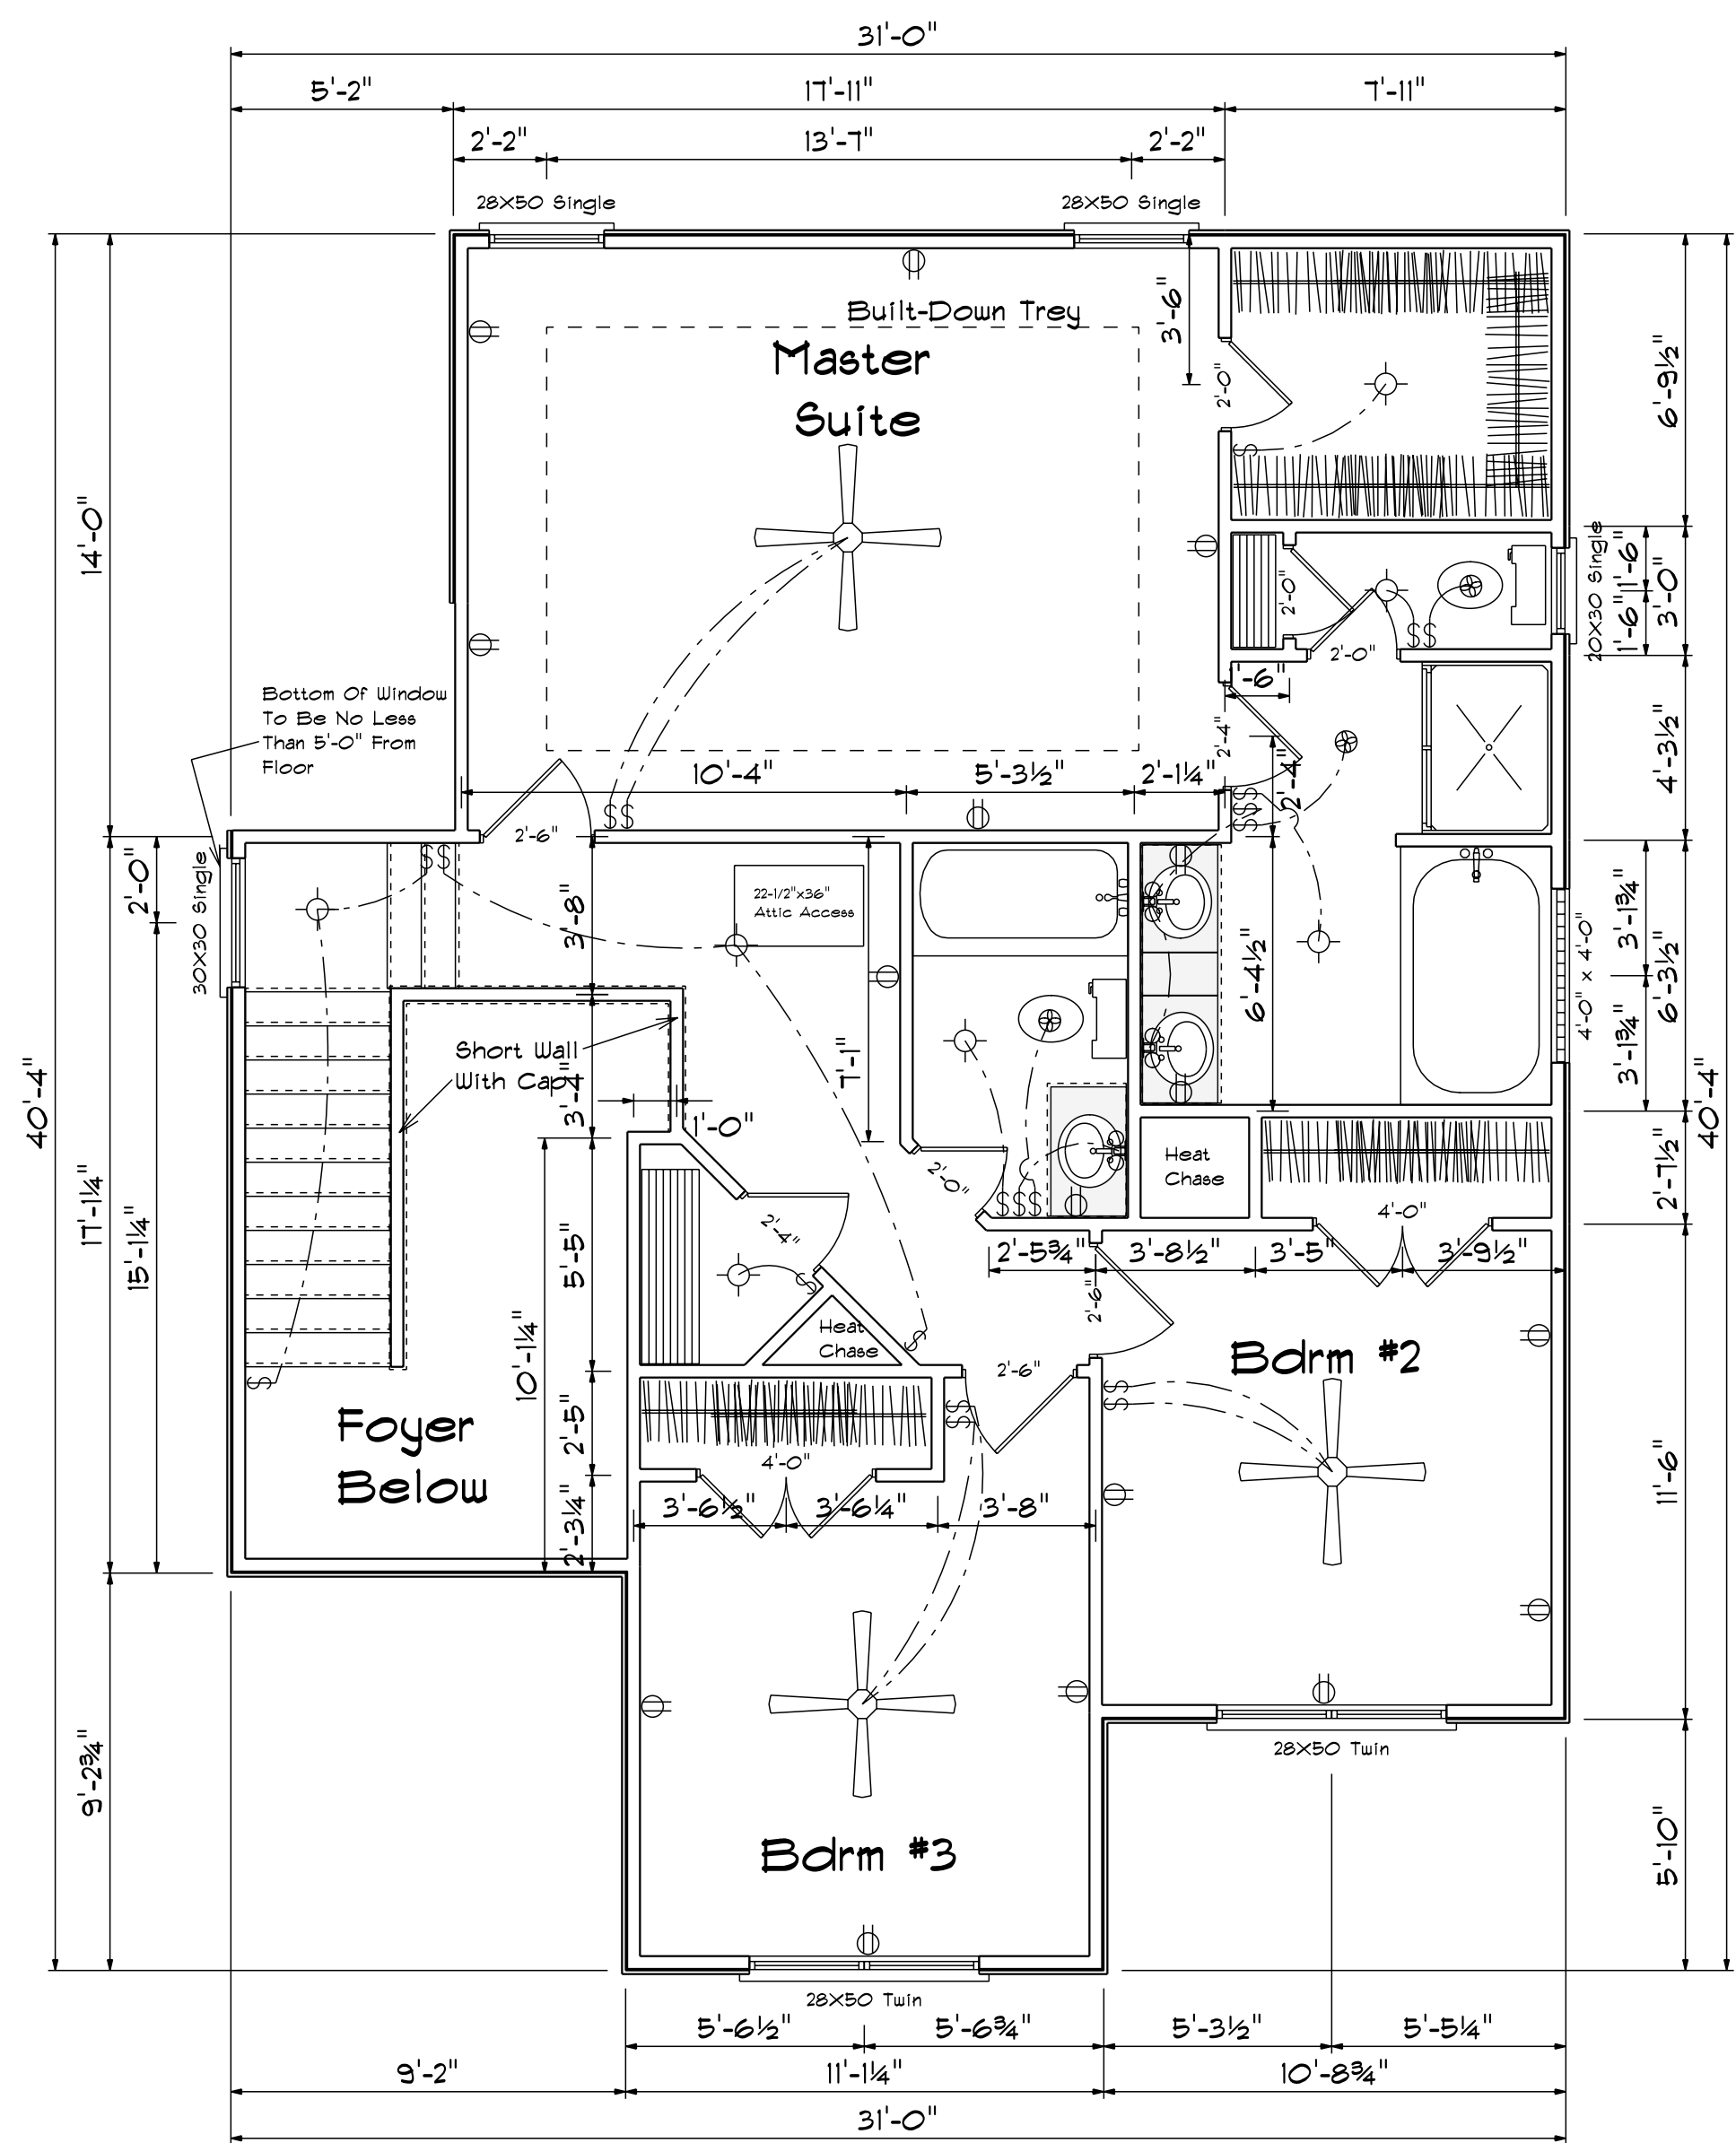 31'-0"
5'-2"
17'-11"
7'-11"
2'-2"
13'-7"
2'-2"
28X50 Single
28X50 Single
Built-Down Trey
Master
Suite
3'-6"
2'-0"
6'-9½"
14'-0"
20X30 Single
1'-6"
1'-6"
3'-0"
2'-0"
2'-0"
'-6"
Bottom Of Window
To Be No Less
Than 5'-0" From
Floor
2'-4"
2'-4"
4'-3½"
10'-4"
5'-3½"
2'-1¼"
2'-6"
2'-0"
30X30 Single
22-1/2"x36"
Attic Access
3'-8"
7'-1"
6'-4½"
4'-0" x 4'-0"
3'-1¾"
3'-1¾"
6'-3½"
40'-4"
40'-4"
Short Wall
With Cap
3'-4"
1'-0"
17'-1¼"
15'-1¼"
Heat
Chase
2'-7½"
2'-0"
4'-0"
2'-4"
5'-5"
2'-5¾"
3'-8½"
3'-5"
3'-9½"
2'-6"
Heat
Chase
10'-1¼"
2'-6"
Bdrm #2
Foyer
Below
2'-5"
4'-0"
11'-6"
3'-6½"
3'-6¼"
3'-8"
2'-3¼"
28X50 Twin
9'-2¾"
Bdrm #3
5'-10"
28X50 Twin
5'-6½"
5'-6¾"
5'-3½"
5'-5¼"
9'-2"
11'-1¼"
10'-8¾"
31'-0"